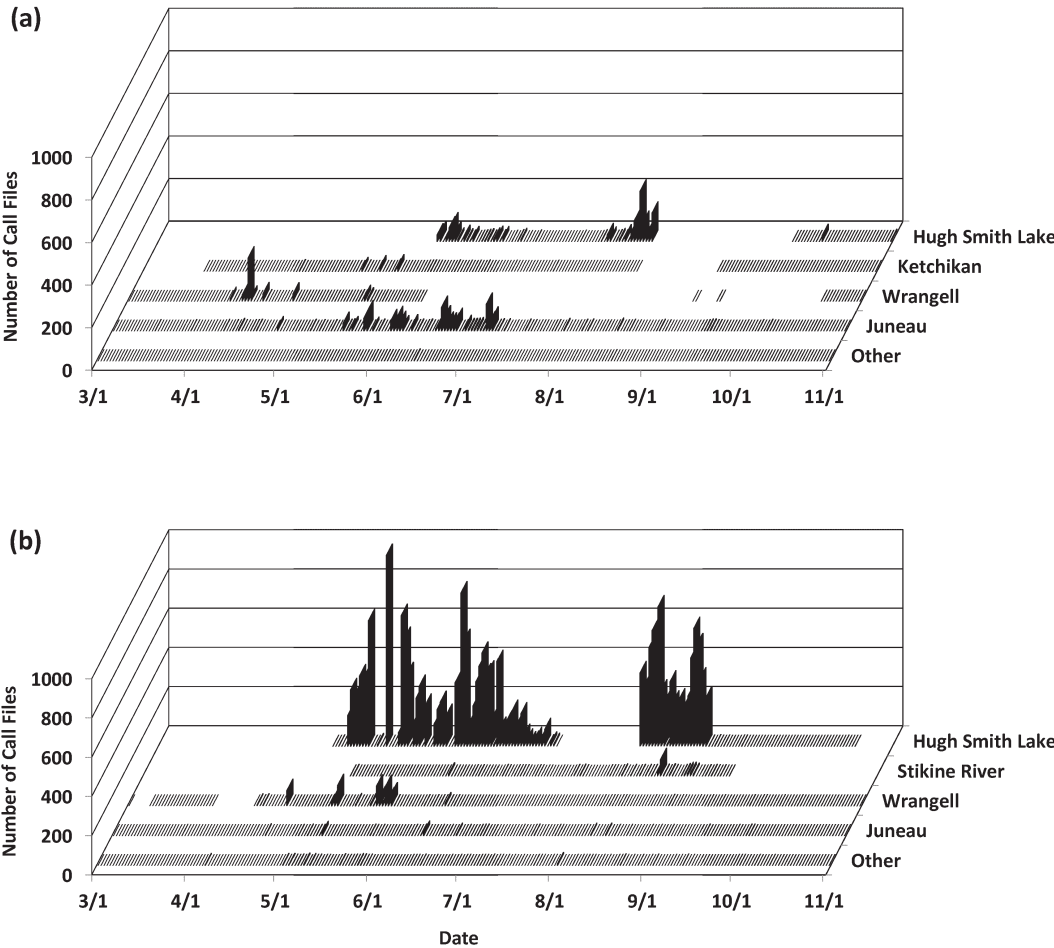 (a)
Number of Call Files
1000
800
600
400
200
0
Hugh Smith Lake
Ketchikan
Wrangell
Juneau
Other
3/1 4/1 5/1 6/1 7/1 8/1 9/1 10/1 11/1
(b)
Number of Call Files
1000
800
600
400
200
0
Hugh Smith Lake
Stikine River
Wrangell
Juneau
Other
3/1 4/1 5/1 6/1 7/1 8/1 9/1 10/1 11/1
Date